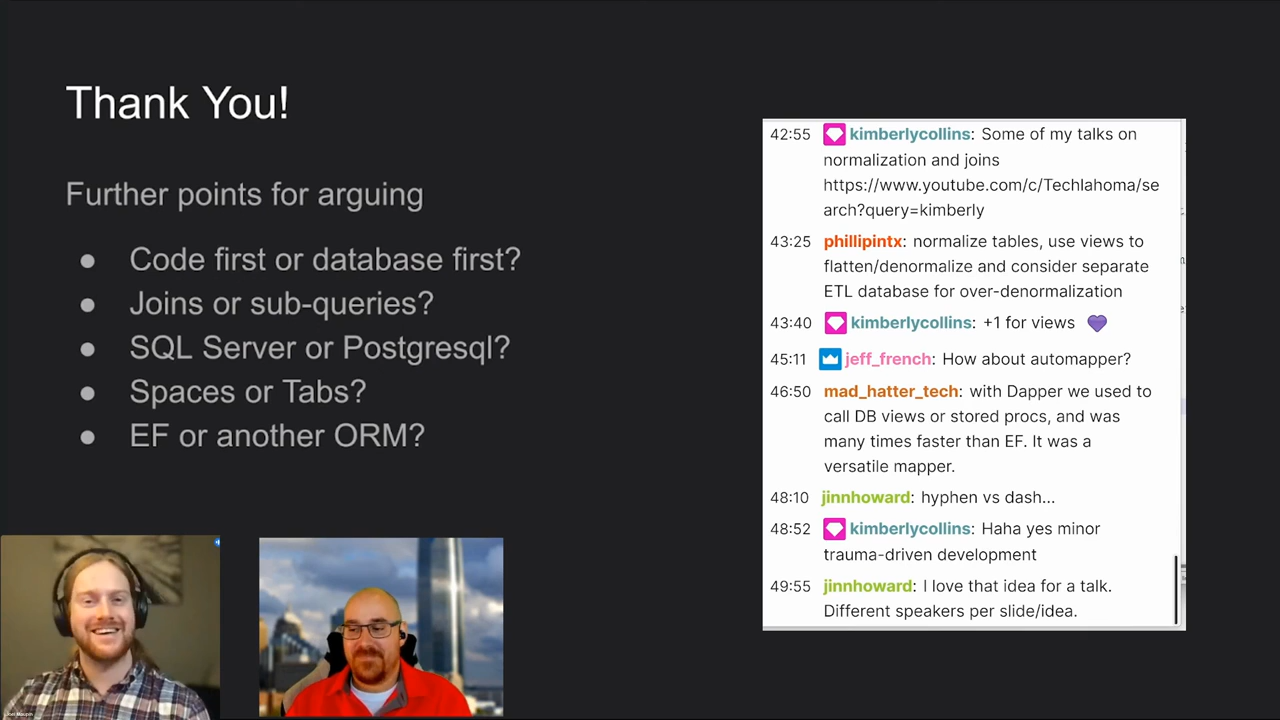 Thank You!
Further points for arguing
● Code first or database first?
● Joins or sub-queries?
● SQL Server or Postgresql?
● Spaces or Tabs?
● EF or another ORM?
42:55 kimberlycollins: Some of my talks on
normalization and joins
https://www.youtube.com/c/Techlahoma/se
arch?query=kimberly
43:25 phillipintx: normalize tables, use views to
flatten/denormalize and consider separate
ETL database for over-denormalization
43:40 kimberlycollins: +1 for views 💜
45:11 jeff_french: How about automapper?
46:50 mad_hatter_tech: with Dapper we used to
call DB views or stored procs, and was
many times faster than EF. It was a
versatile mapper.
48:10 jinnhoward: hyphen vs dash...
48:52 kimberlycollins: Haha yes minor
trauma-driven development
49:55 jinnhoward: I love that idea for a talk.
Different speakers per slide/idea.